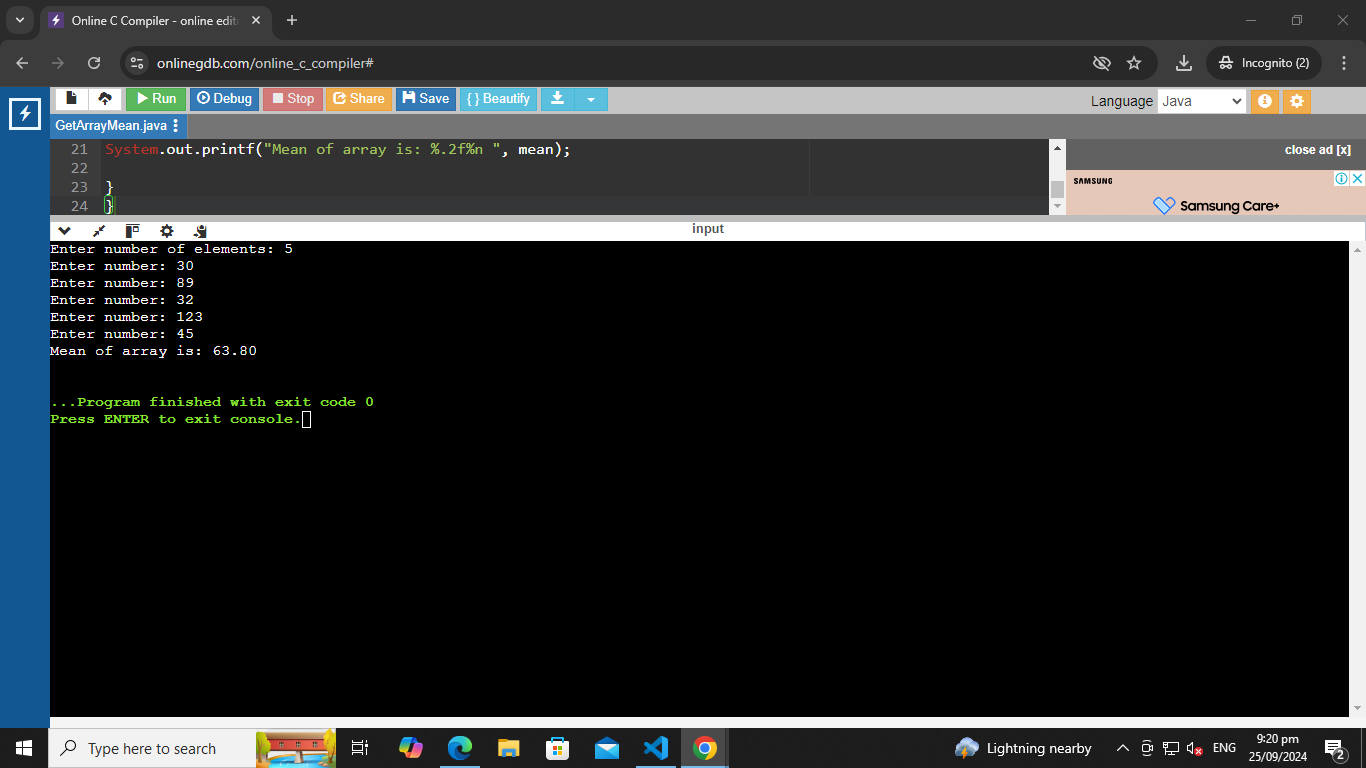 Online C Compiler - online edit
onlinegdb.com/online_c_compiler#
Incognito (2)
Run Debug Stop Share Save { } Beautify
Language Java
GetArrayMean.java
21 System.out.printf("Mean of array is: %.2f%n ", mean);
22
23 }
24 }
close ad [x]
SAMSUNG
Samsung Care+
input
Enter number of elements: 5
Enter number: 30
Enter number: 89
Enter number: 32
Enter number: 123
Enter number: 45
Mean of array is: 63.80
...Program finished with exit code 0
Press ENTER to exit console.
Type here to search
Lightning nearby
ENG
9:20 pm
25/09/2024
2